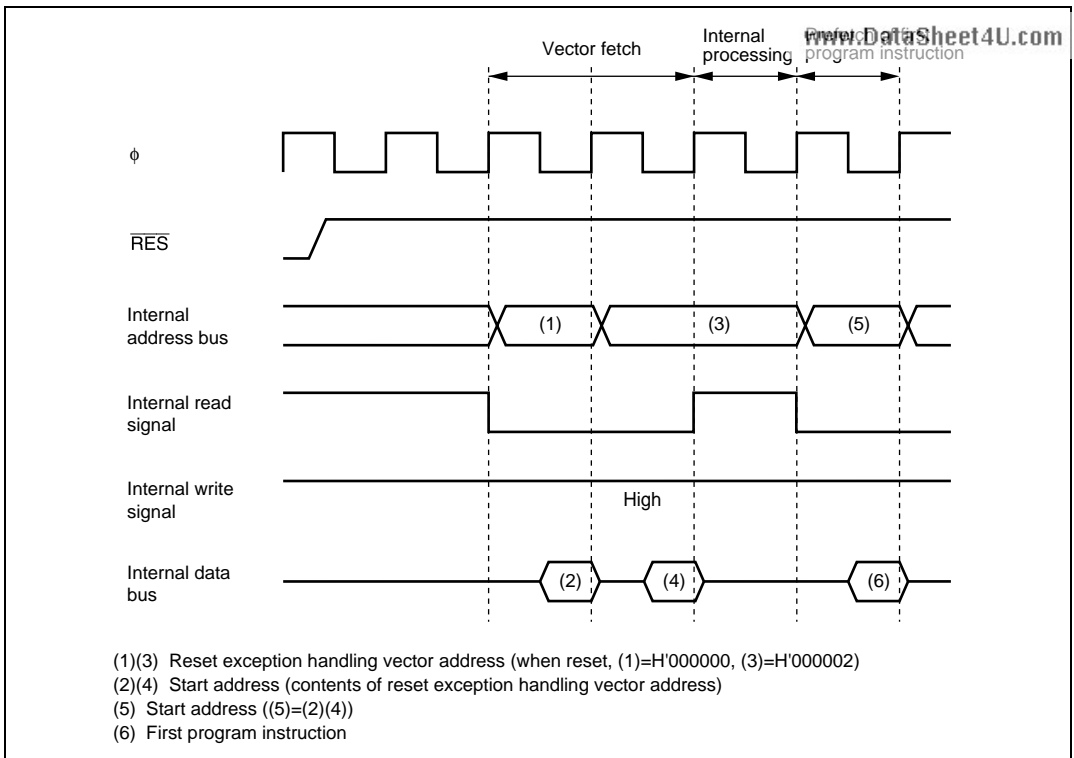 www.DataSheet4U.com
Vector fetch
Internal
processing
program instruction
ϕ
RES
Internal
address bus
(1)
(3)
(5)
Internal read
signal
Internal write
signal
High
Internal data
bus
(2)
(4)
(6)
(1)(3) Reset exception handling vector address (when reset, (1)=H'000000, (3)=H'000002)
(2)(4) Start address (contents of reset exception handling vector address)
(5) Start address ((5)=(2)(4))
(6) First program instruction